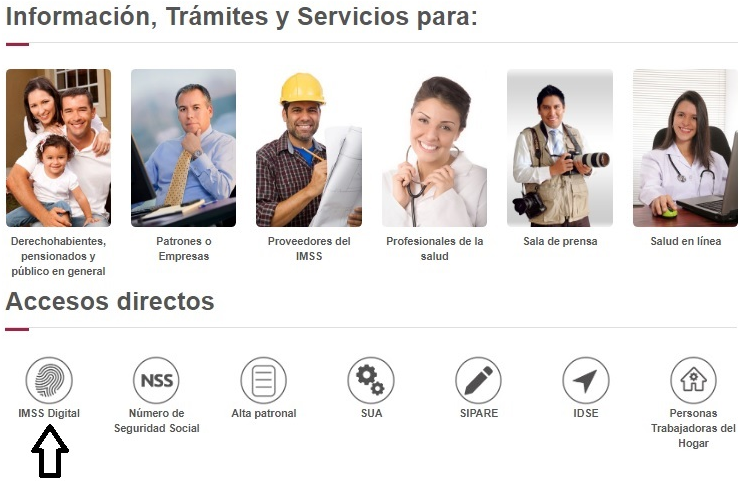 Información, Trámites y Servicios para:
Derechohabientes,
pensionados y
público en general
Patrones o
Empresas
Proveedores del
IMSS
Profesionales de la
salud
Sala de prensa
Salud en línea
Accesos directos
NSS
IMSS Digital
Número de
Seguridad Social
Alta patronal
SUA
SIPARE
IDSE
Personas
Trabajadoras del
Hogar